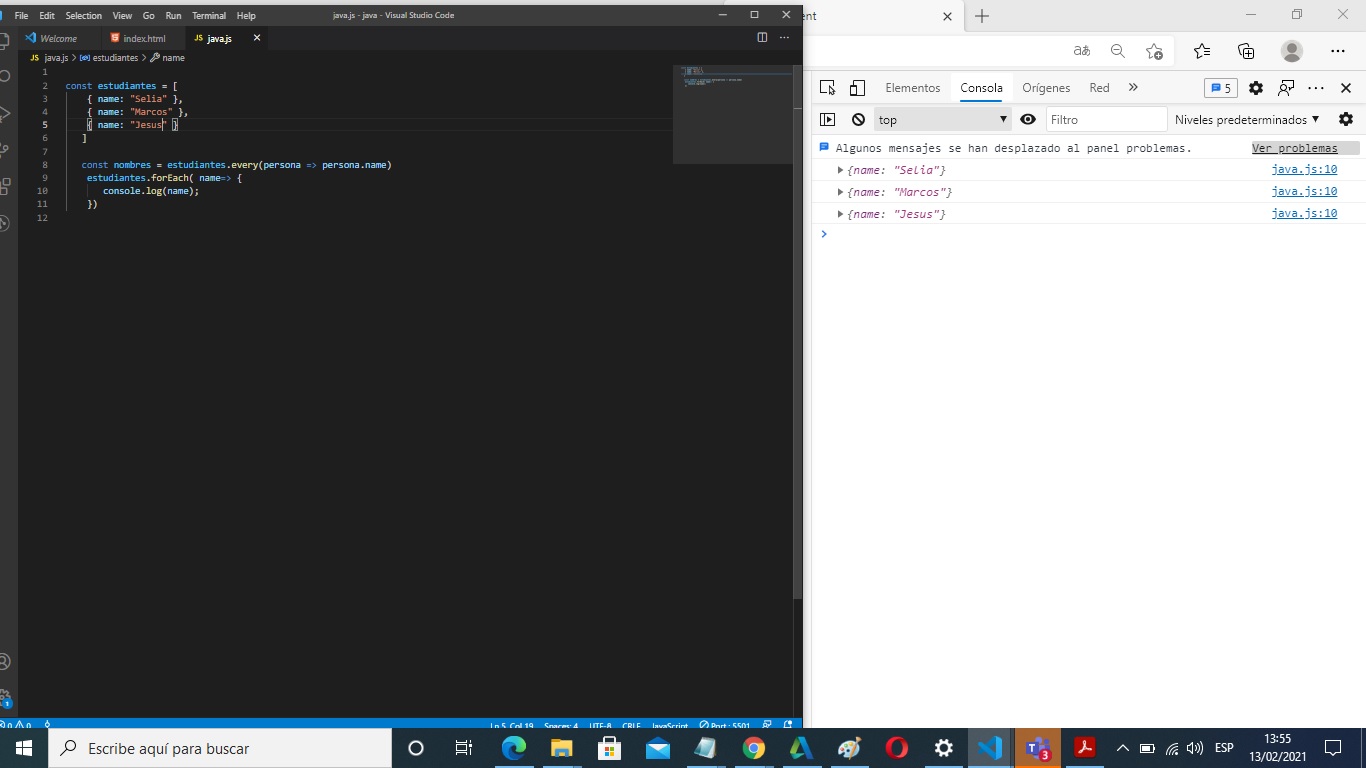 File Edit Selection View Go Run Terminal Help java.js - java - Visual Studio Code
Welcome index.html JS java.js
JS java.js > estudiantes > name
1
2 const estudiantes = [
3 { name: "Selia" },
4 { name: "Marcos" },
5 { name: "Jesus" }
6 ]
7
8 const nombres = estudiantes.every(persona => persona.name)
9 estudiantes.forEach( name=> {
10 console.log(name);
11 })
12
0 0 Ln 5, Col 19 Spaces: 4 UTF-8 CRLF JavaScript Port : 5501
1
ent
aあ
Elementos Consola Orígenes Red » 5
top Filtro Niveles predeterminados
Algunos mensajes se han desplazado al panel problemas. Ver problemas
{name: "Selia"} java.js:10
{name: "Marcos"} java.js:10
{name: "Jesus"} java.js:10
Escribe aquí para buscar
3
ESP
13:55
13/02/2021